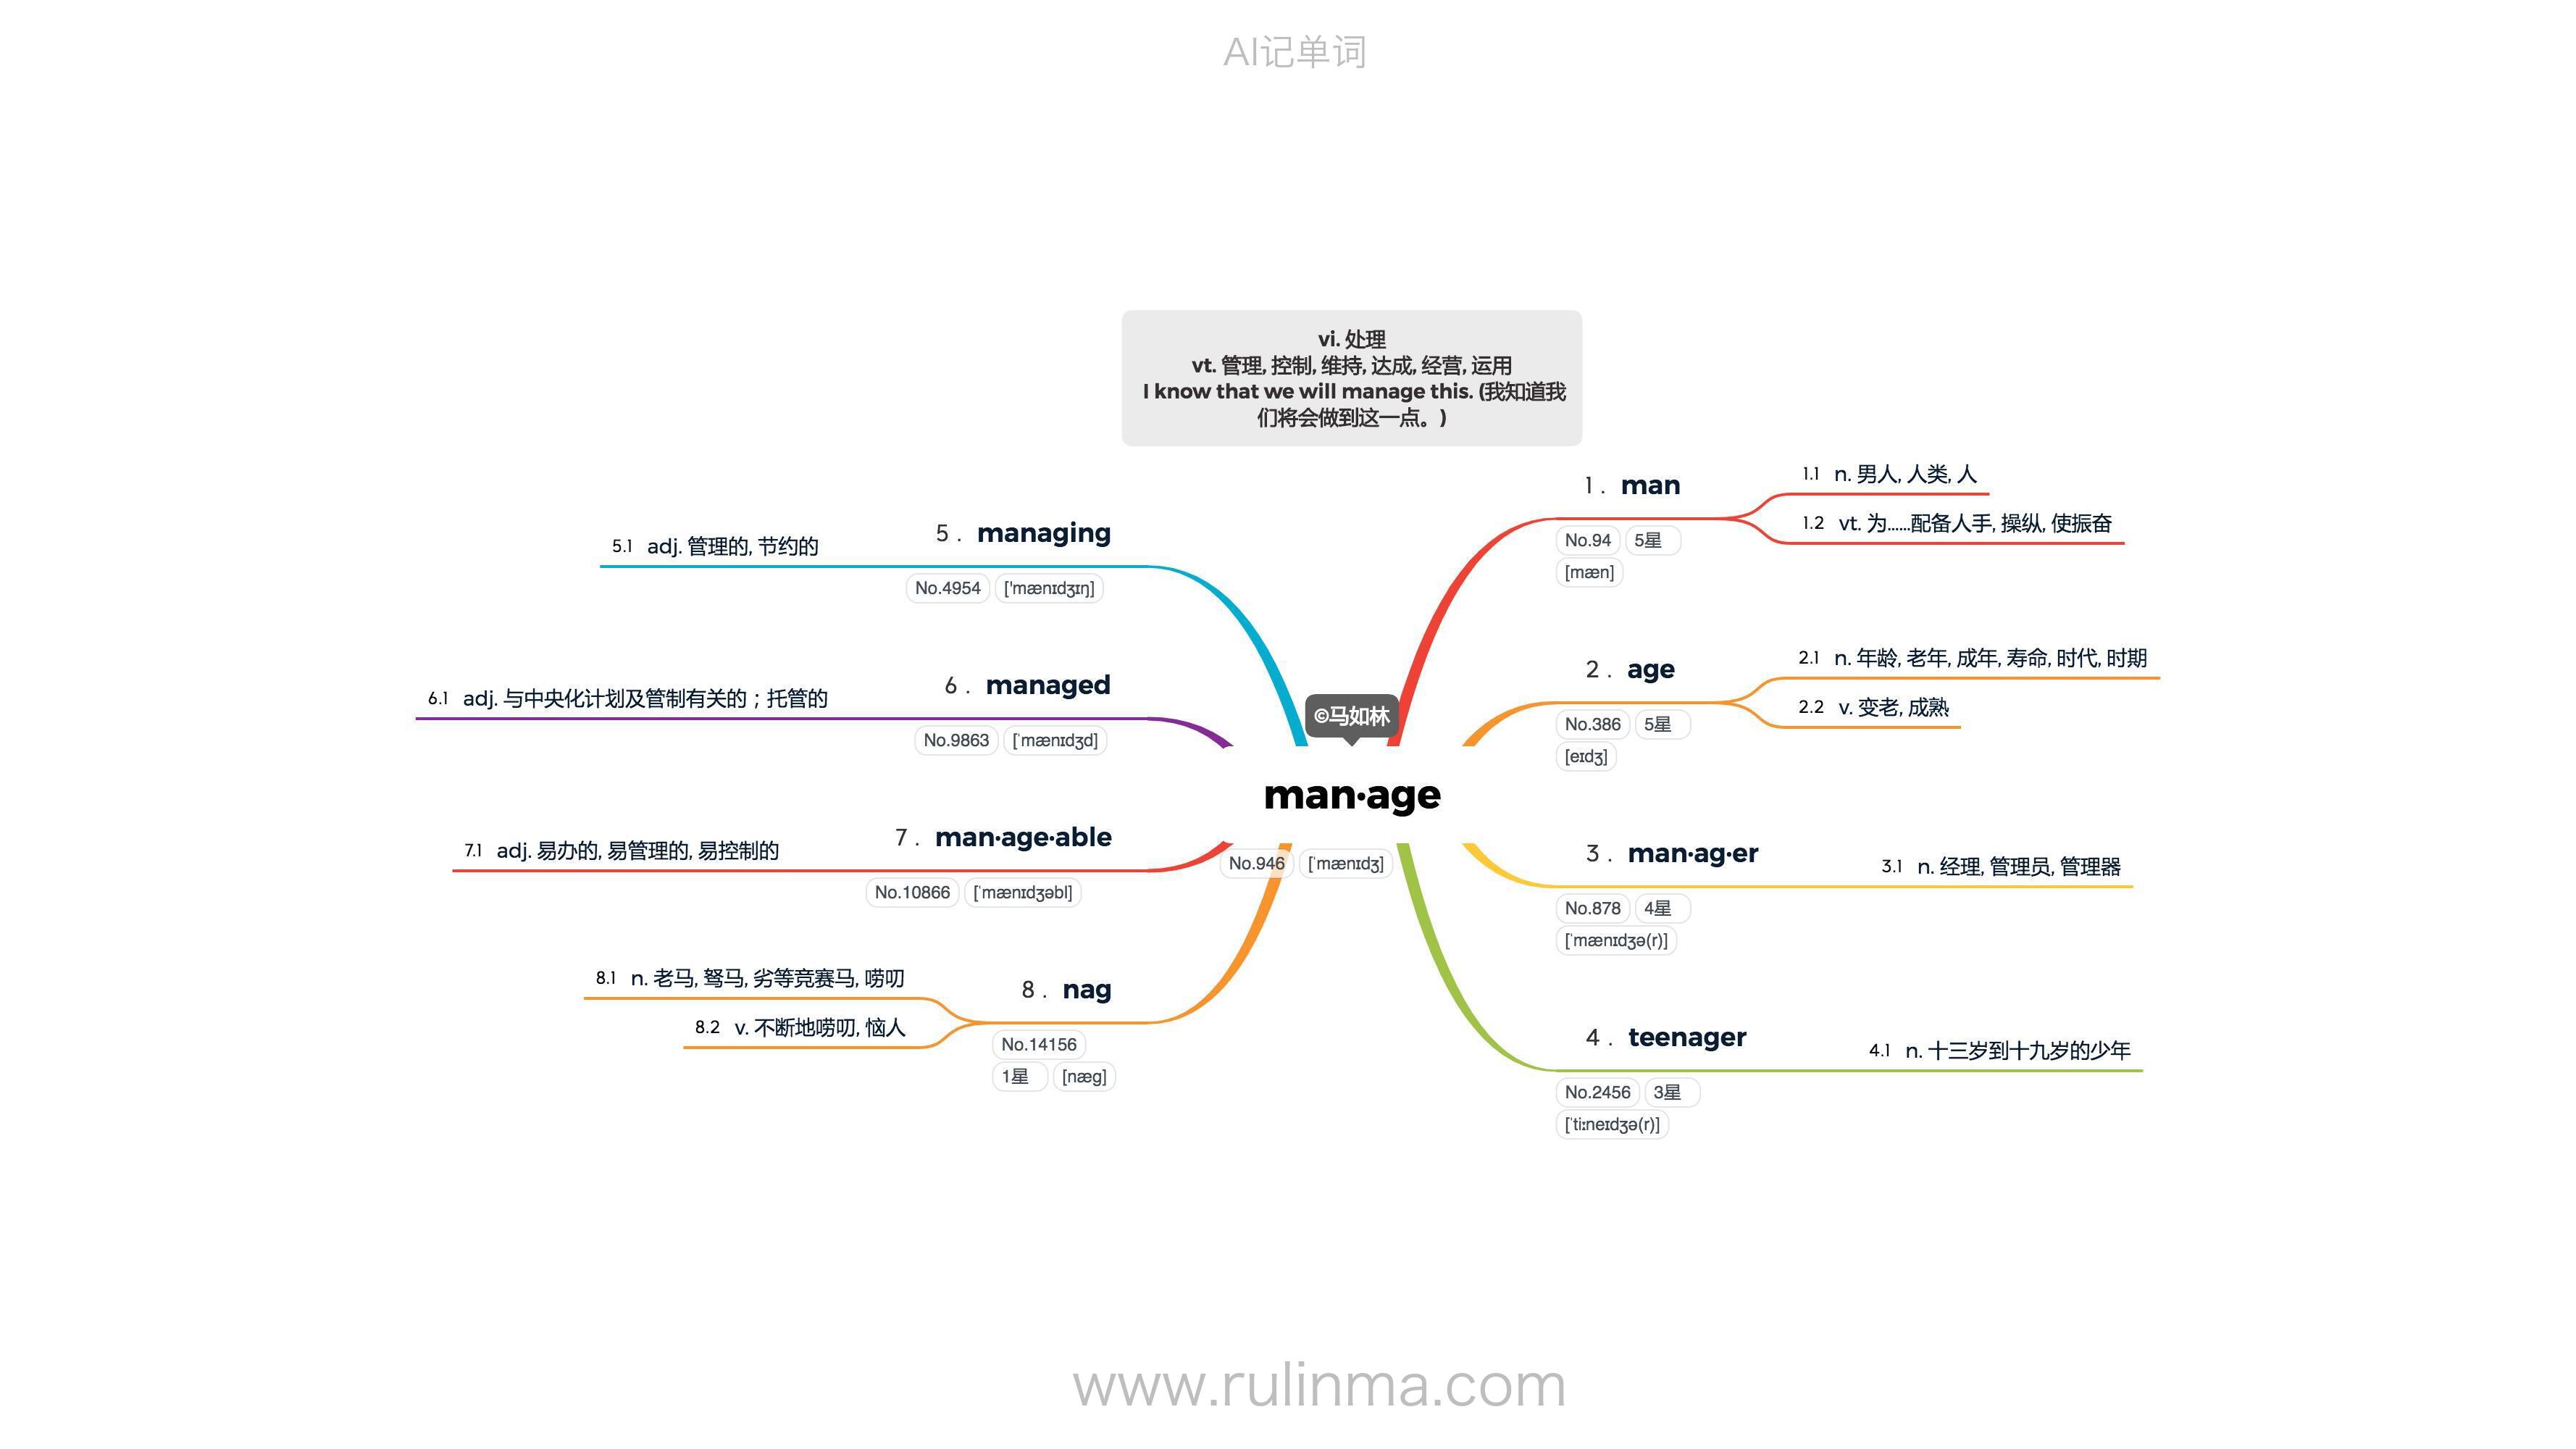 AI记单词
vi. 处理
vt. 管理, 控制, 维持, 达成, 经营, 运用
I know that we will manage this. (我知道我
们将会做到这一点。)
©马如林
man·age
No.946 [ˈmænɪdʒ]
1. man
No.94 5星
[mæn]
1.1 n. 男人, 人类, 人
1.2 vt. 为……配备人手, 操纵, 使振奋
2. age
No.386 5星
[eɪdʒ]
2.1 n. 年龄, 老年, 成年, 寿命, 时代, 时期
2.2 v. 变老, 成熟
3. man·ag·er
No.878 4星
[ˈmænɪdʒə(r)]
3.1 n. 经理, 管理员, 管理器
4. teenager
No.2456 3星
[ˈtiːneɪdʒə(r)]
4.1 n. 十三岁到十九岁的少年
5. managing
No.4954 ['mænɪdʒɪŋ]
5.1 adj. 管理的, 节约的
6. managed
No.9863 [ˈmænɪdʒd]
6.1 adj. 与中央化计划及管制有关的；托管的
7. man·age·able
No.10866 [ˈmænɪdʒəbl]
7.1 adj. 易办的, 易管理的, 易控制的
8. nag
No.14156
1星 [næg]
8.1 n. 老马, 驽马, 劣等竞赛马, 唠叨
8.2 v. 不断地唠叨, 恼人
www.rulinma.com